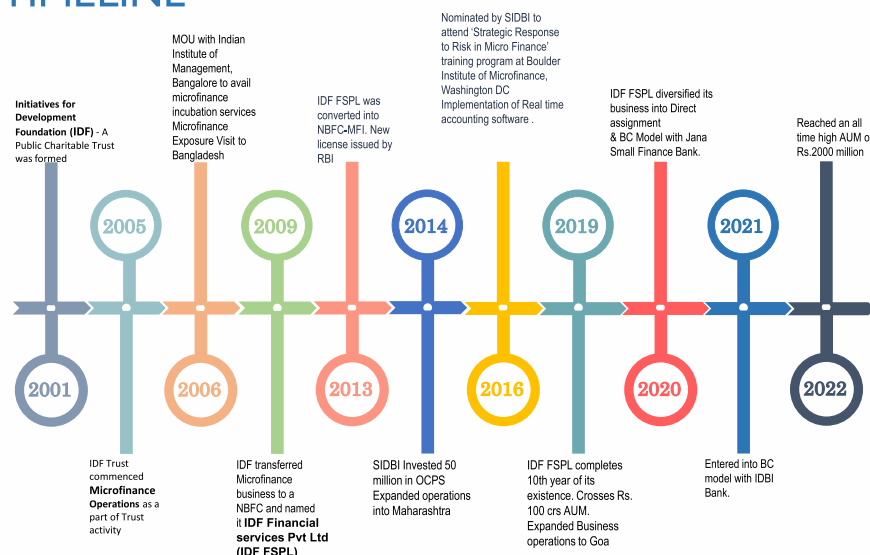 TIMELINE
Initiatives for
Development
Foundation (IDF) - A
Public Charitable Trust
was formed
MOU with Indian
Institute of
Management,
Bangalore to avail
microfinance
incubation services
Microfinance
Exposure Visit to
Bangladesh
IDF FSPL was
converted into
NBFC-MFI. New
license issued by
RBI
Nominated by SIDBI to
attend ‘Strategic Response
to Risk in Micro Finance’
training program at Boulder
Institute of Microfinance,
Washington DC
Implementation of Real time
accounting software .
IDF FSPL diversified its
business into Direct
assignment
& BC Model with Jana
Small Finance Bank.
Reached an all
time high AUM o
Rs.2000 million
2005
2009
2014
2019
2021
2001
2006
2013
2016
2020
2022
IDF Trust
commenced
Microfinance
Operations as a
part of Trust
activity
IDF transferred
Microfinance
business to a
NBFC and named
it IDF Financial
services Pvt Ltd
(IDF FSPL)
SIDBI Invested 50
million in OCPS
Expanded operations
into Maharashtra
IDF FSPL completes
10th year of its
existence. Crosses Rs.
100 crs AUM.
Expanded Business
operations to Goa
Entered into BC
model with IDBI
Bank.